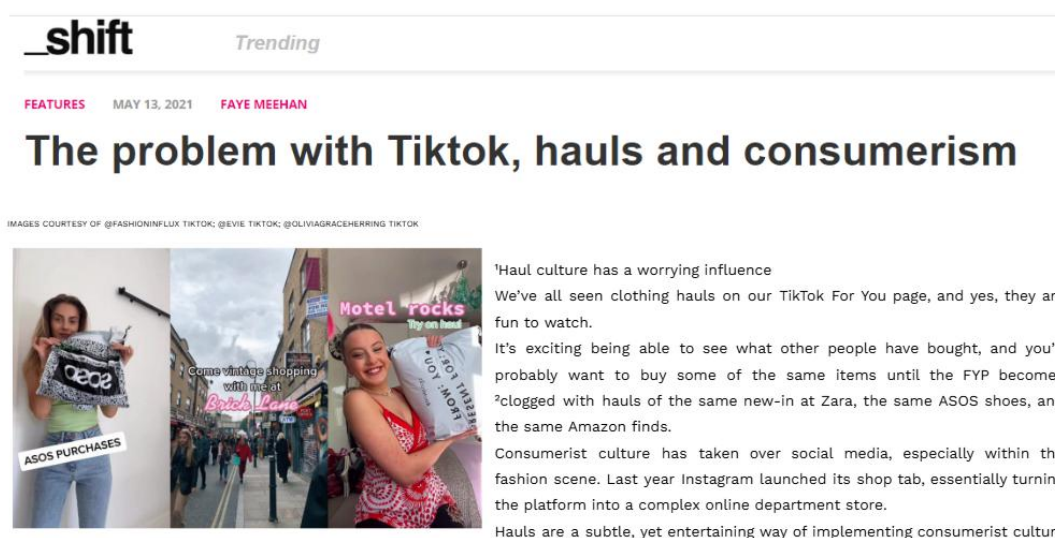 _shift
Trending
FEATURES MAY 13, 2021 FAYE MEEHAN
The problem with Tiktok, hauls and consumerism
IMAGES COURTESY OF @FASHIONINFLUX TIKTOK; @EVIE TIKTOK; @OLIVIAGRACEHERRING TIKTOK
asos
ASOS PURCHASES
Come vintage shopping
with me at
Brick Lane
Motel rocks
Try on haul
PRESENT FOR: YOU
FROM:
¹Haul culture has a worrying influence
We’ve all seen clothing hauls on our TikTok For You page, and yes, they ar
fun to watch.
It’s exciting being able to see what other people have bought, and you’
probably want to buy some of the same items until the FYP become
²clogged with hauls of the same new-in at Zara, the same ASOS shoes, an
the same Amazon finds.
Consumerist culture has taken over social media, especially within th
fashion scene. Last year Instagram launched its shop tab, essentially turnin
the platform into a complex online department store.
Hauls are a subtle, yet entertaining way of implementing consumerist cultur